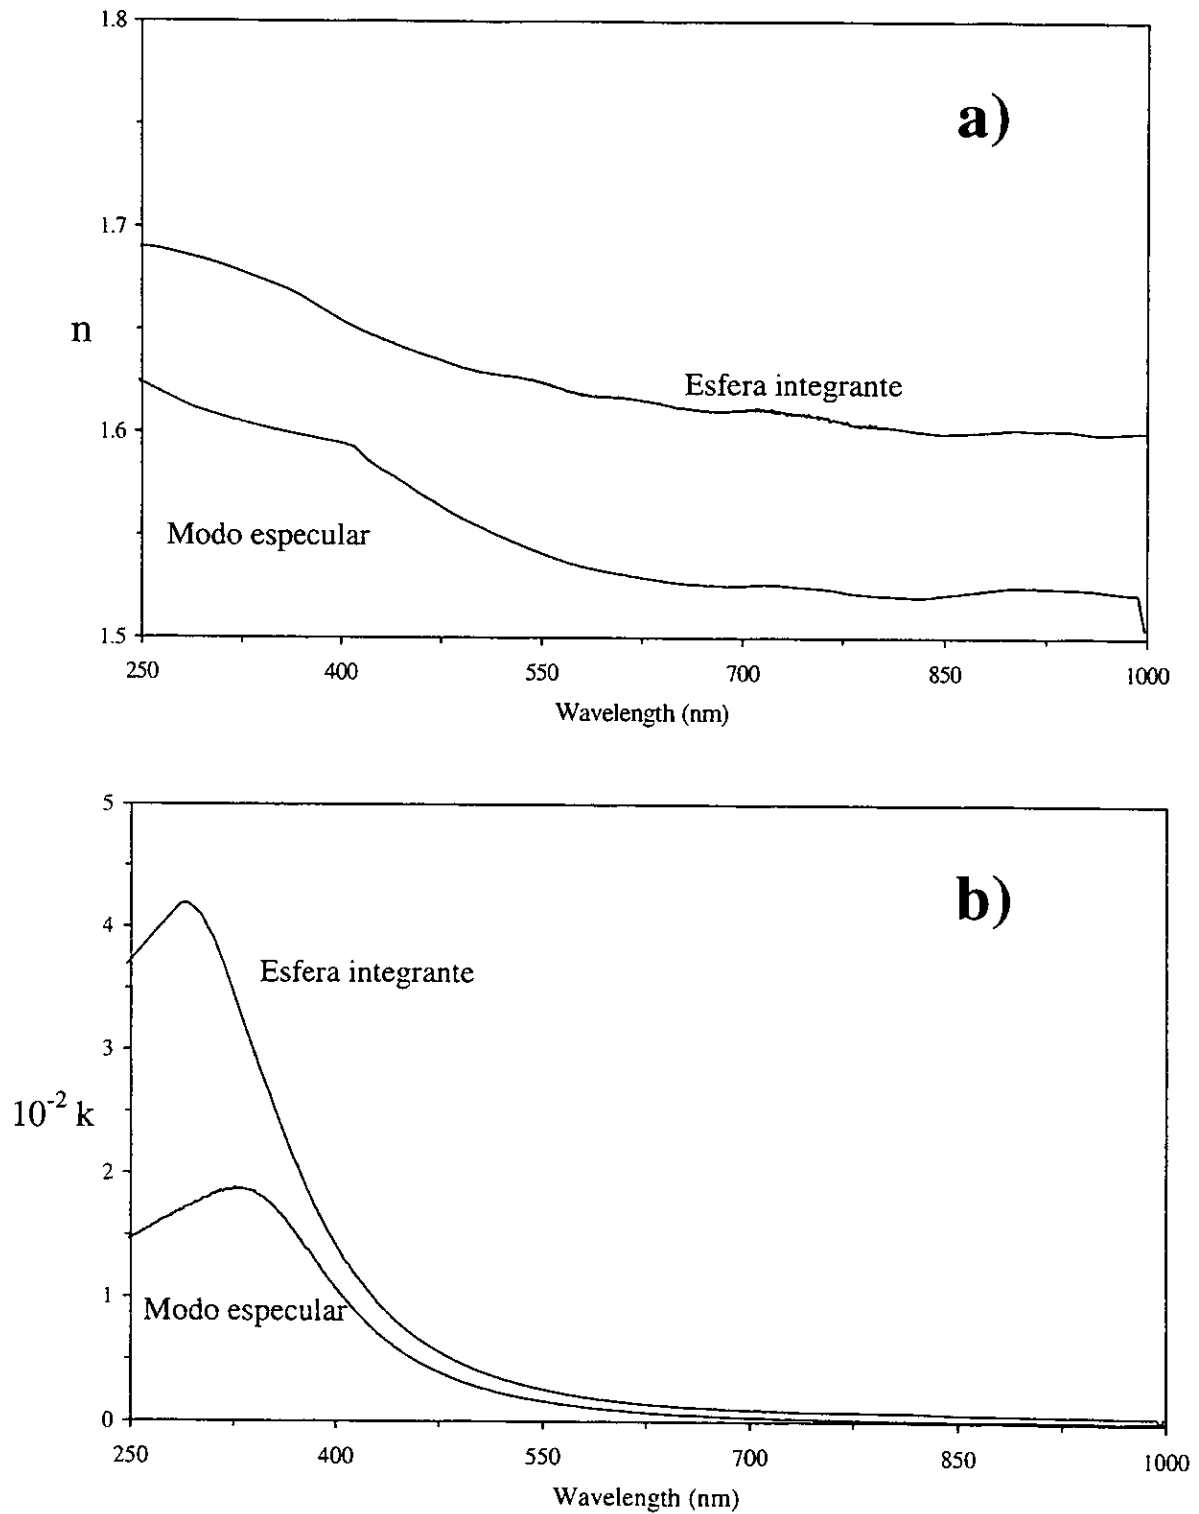 1.8
a)
1.7
n
Esfera integrante
1.6
Modo especular
1.5
250 400 550 700 850 1000
Wavelength (nm)
5
b)
4
Esfera integrante
3
10⁻² k
2
1
Modo especular
0
250 400 550 700 850 1000
Wavelength (nm)